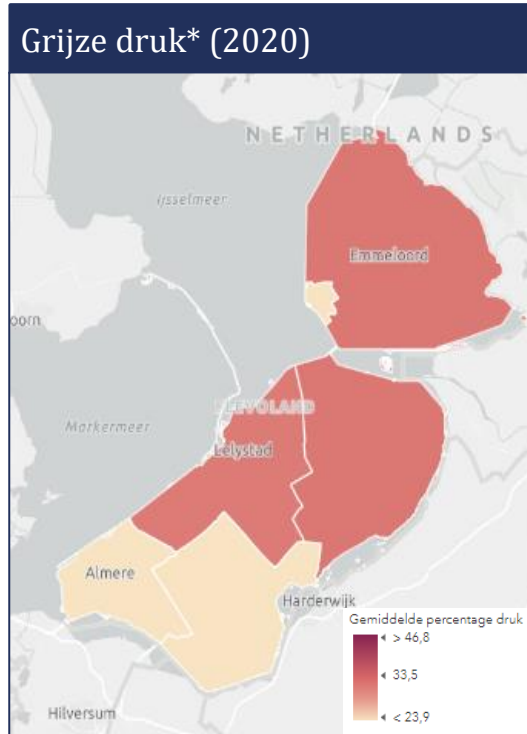 Grijze druk* (2020)
NETHERLANDS
Ijsselmeer
Emmeloord
oorn
FLEVOLAND
Markermeer
Lelystad
Almere
Harderwijk
Gemiddelde percentage druk
> 46,8
33,5
< 23,9
Hilversum